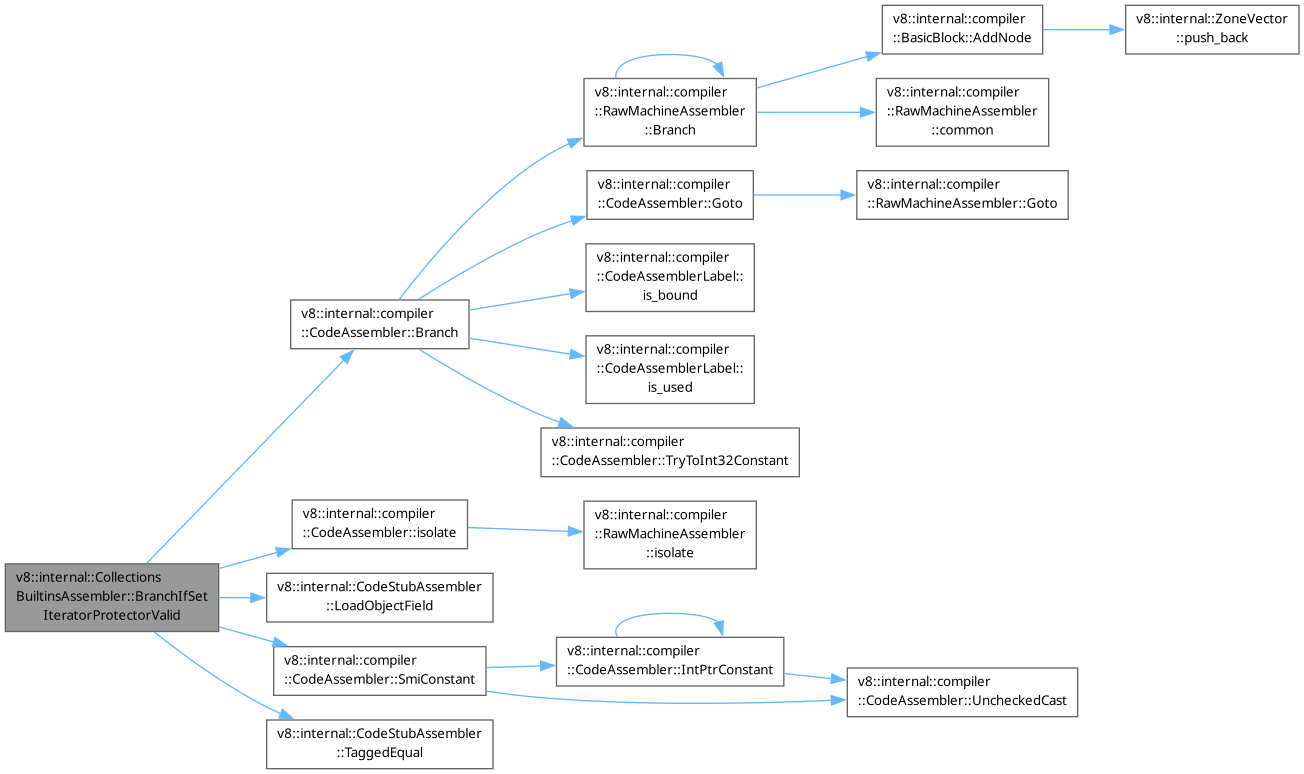 v8::internal::compiler
::BasicBlock::AddNode
v8::internal::ZoneVector
::push_back
v8::internal::compiler
::RawMachineAssembler
::Branch
v8::internal::compiler
::RawMachineAssembler
::common
v8::internal::compiler
::CodeAssembler::Goto
v8::internal::compiler
::RawMachineAssembler::Goto
v8::internal::compiler
::CodeAssemblerLabel::
is_bound
v8::internal::compiler
::CodeAssembler::Branch
v8::internal::compiler
::CodeAssemblerLabel::
is_used
v8::internal::compiler
::CodeAssembler::TryToInt32Constant
v8::internal::compiler
::CodeAssembler::isolate
v8::internal::compiler
::RawMachineAssembler
::isolate
v8::internal::Collections
BuiltinsAssembler::BranchIfSet
IteratorProtectorValid
v8::internal::CodeStubAssembler
::LoadObjectField
v8::internal::compiler
::CodeAssembler::SmiConstant
v8::internal::compiler
::CodeAssembler::IntPtrConstant
v8::internal::compiler
::CodeAssembler::UncheckedCast
v8::internal::CodeStubAssembler
::TaggedEqual